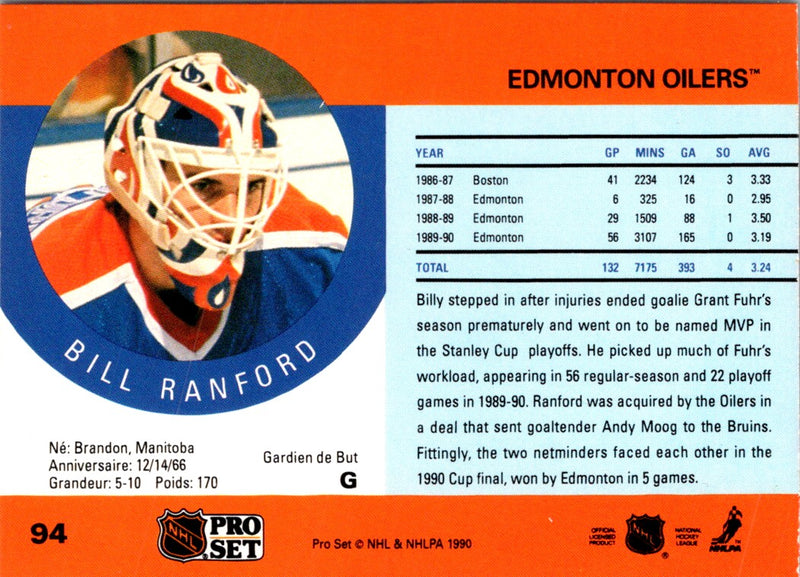 EDMONTON OILERS™
YEAR GP MINS GA SO AVG
1986-87 Boston 41 2234 124 3 3.33
1987-88 Edmonton 6 325 16 0 2.95
1988-89 Edmonton 29 1509 88 1 3.50
1989-90 Edmonton 56 3107 165 0 3.19
TOTAL 132 7175 393 4 3.24
Billy stepped in after injuries ended goalie Grant Fuhr's
season prematurely and went on to be named MVP in
the Stanley Cup playoffs. He picked up much of Fuhr's
workload, appearing in 56 regular-season and 22 playoff
games in 1989-90. Ranford was acquired by the Oilers in
a deal that sent goaltender Andy Moog to the Bruins.
Fittingly, the two netminders faced each other in the
1990 Cup final, won by Edmonton in 5 games.
BILL RANFORD
Né: Brandon, Manitoba
Anniversaire: 12/14/66
Grandeur: 5-10 Poids: 170
Gardien de But
G
94
NHL
PRO
SET
Pro Set © NHL & NHLPA 1990
OFFICIAL
LICENSED
PRODUCT
NHL
®
NATIONAL
HOCKEY
LEAGUE
™
NHLPA